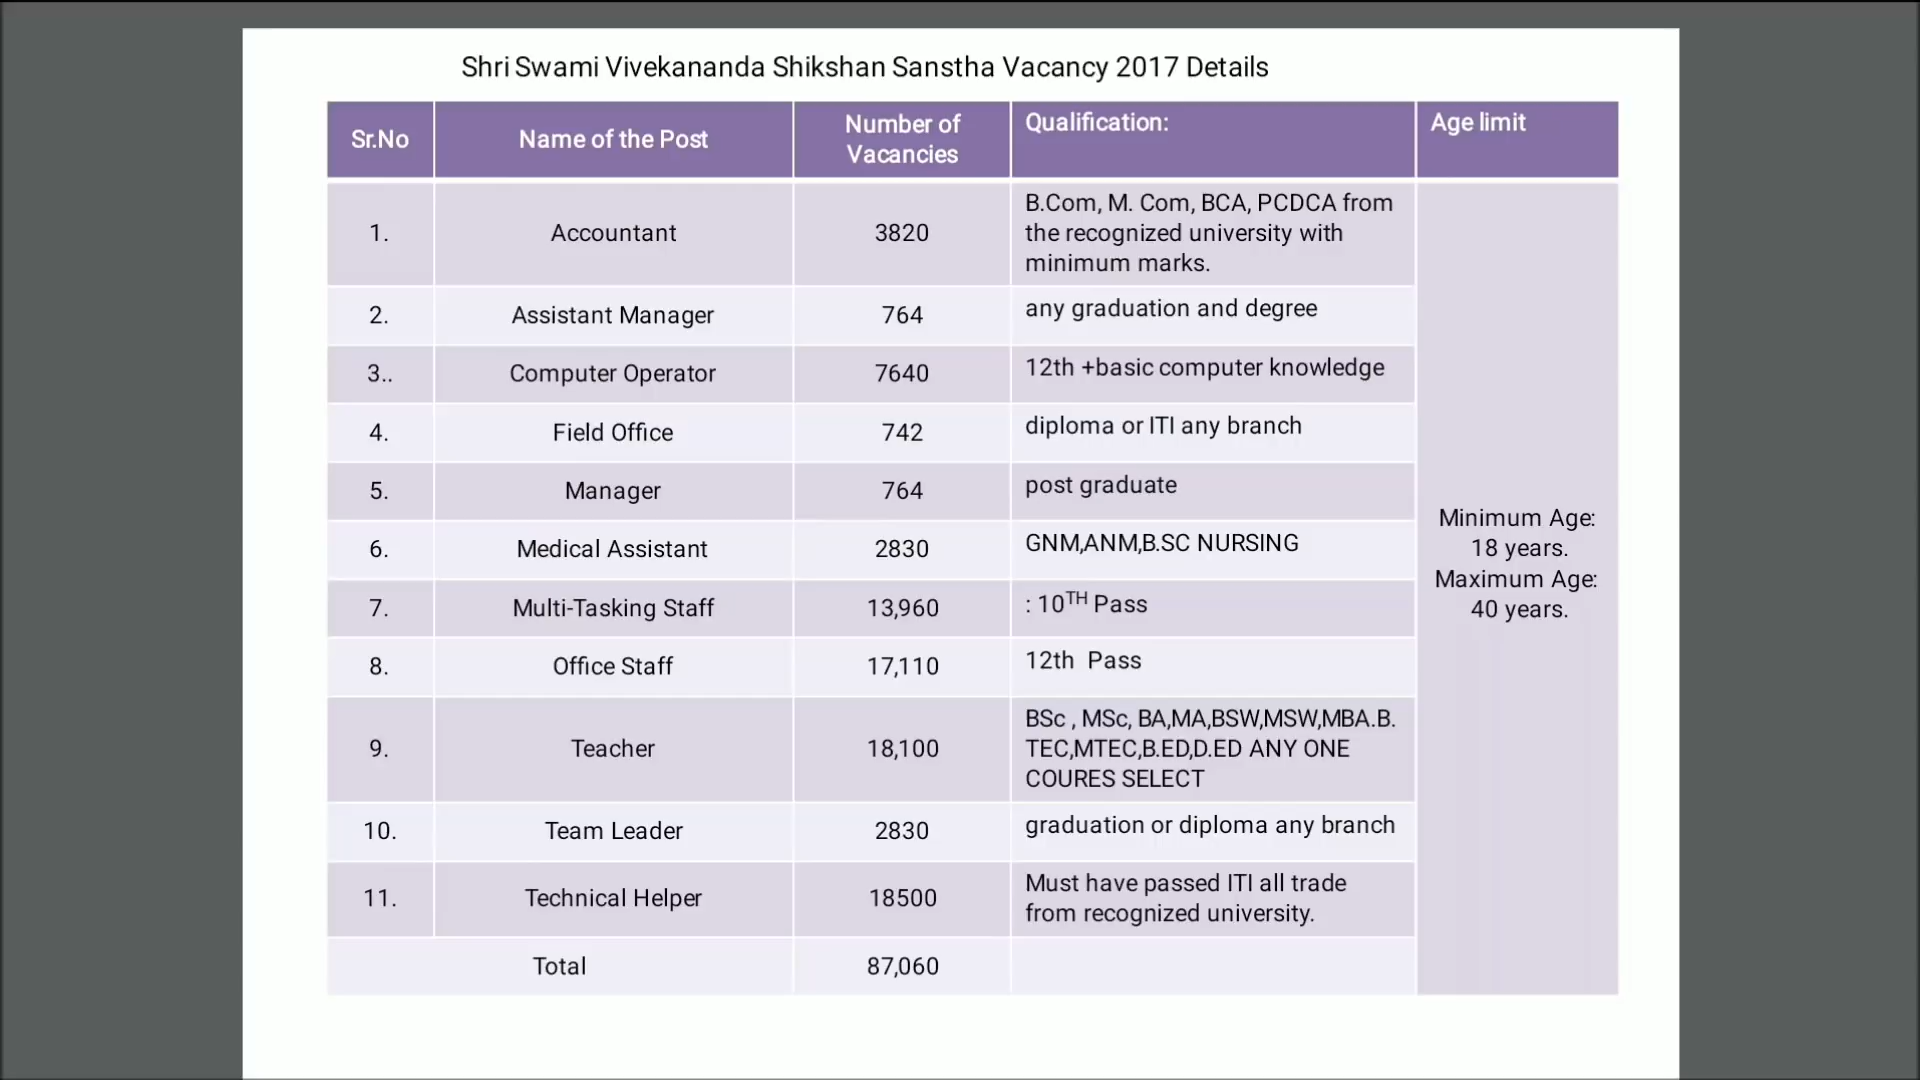 Shri Swami Vivekananda Shikshan Sanstha Vacancy 2017 Details
Sr.No
Name of the Post
Number of
Vacancies
Qualification:
Age limit
1.
Accountant
3820
B.Com, M. Com, BCA, PCDCA from
the recognized university with
minimum marks.
2.
Assistant Manager
764
any graduation and degree
3..
Computer Operator
7640
12th +basic computer knowledge
4.
Field Office
742
diploma or ITI any branch
5.
Manager
764
post graduate
6.
Medical Assistant
2830
GNM,ANM,B.SC NURSING
7.
Multi-Tasking Staff
13,960
: 10TH Pass
8.
Office Staff
17,110
12th  Pass
9.
Teacher
18,100
BSc , MSc, BA,MA,BSW,MSW,MBA.B.
TEC,MTEC,B.ED,D.ED ANY ONE
COURES SELECT
10.
Team Leader
2830
graduation or diploma any branch
11.
Technical Helper
18500
Must have passed ITI all trade
from recognized university.
Total
87,060
Minimum Age:
18 years.
Maximum Age:
40 years.